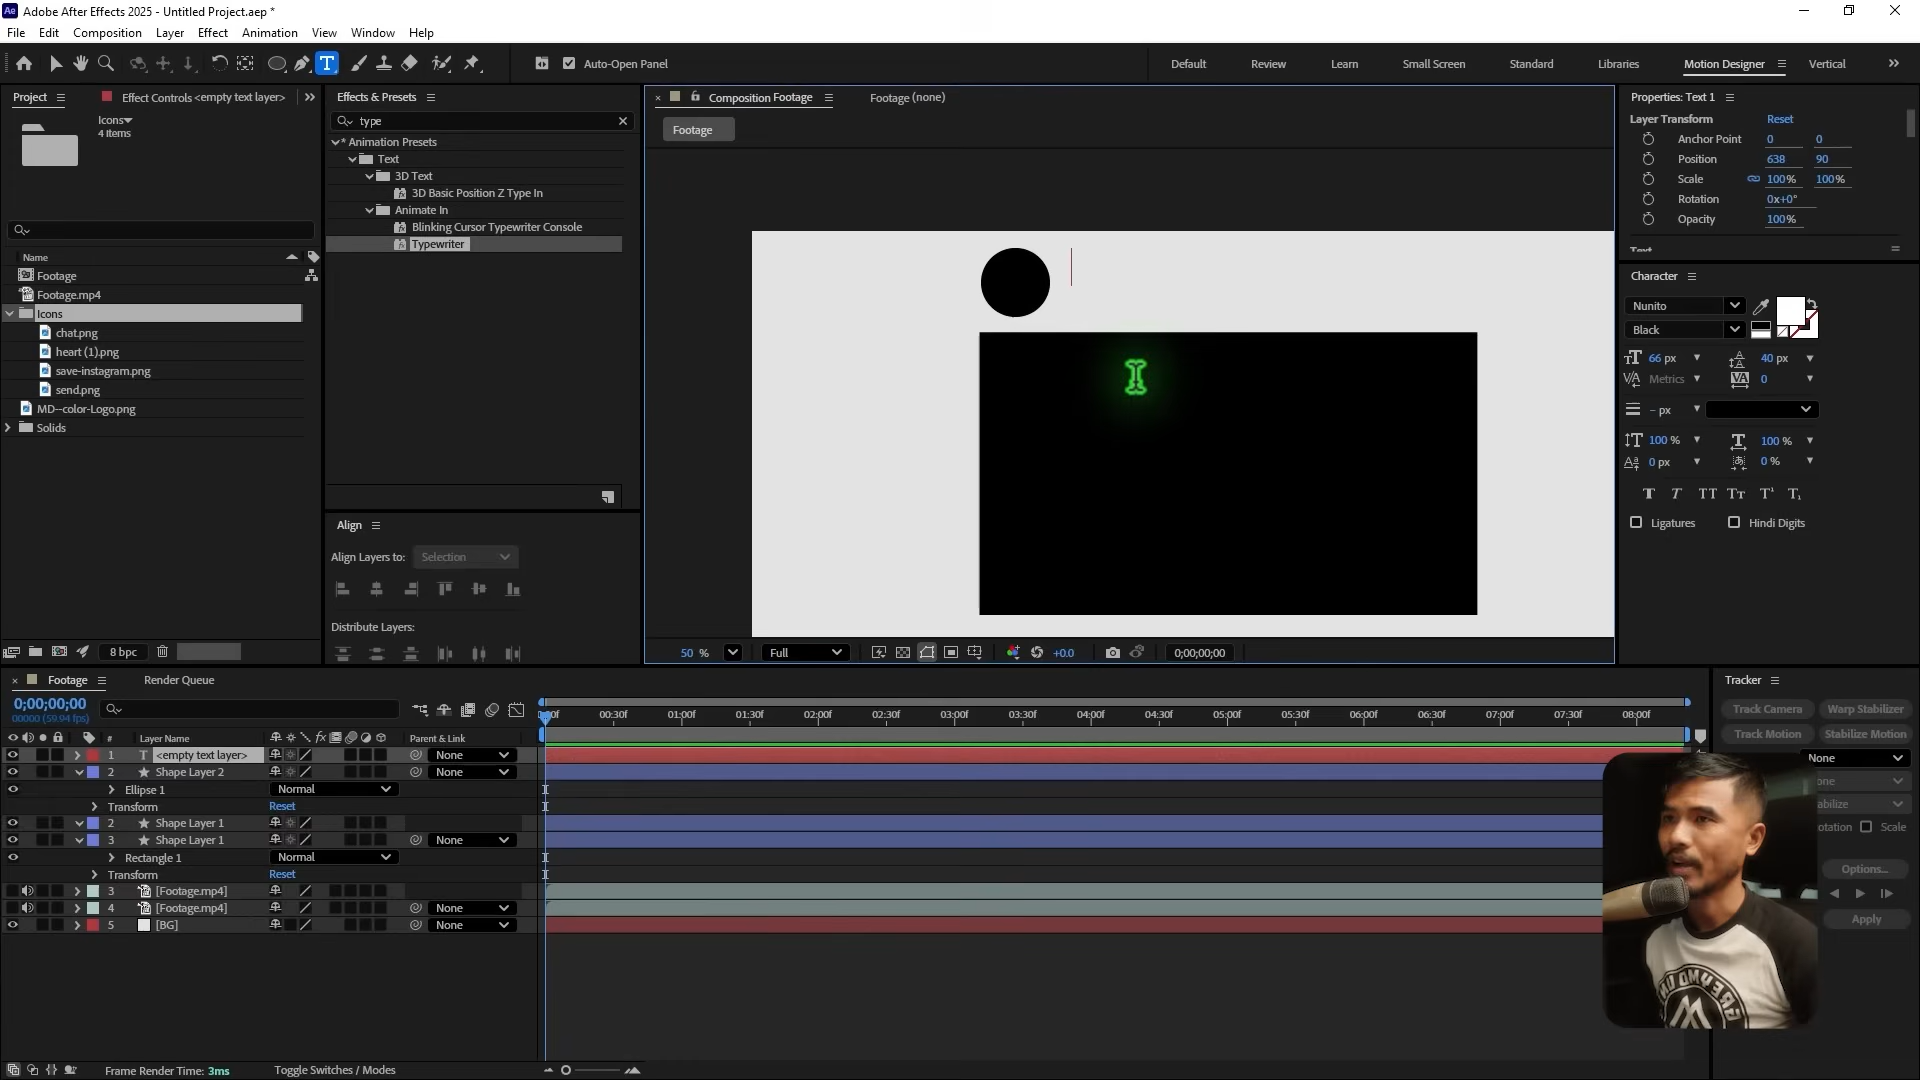 Adobe After Effects 2025 - Untitled Project.aep *
File Edit Composition Layer Effect Animation View Window Help
Auto-Open Panel
Default Review Learn Small Screen Standard Libraries Motion Designer Vertical
Project Effect Controls <empty text layer>
Icons
4 items
Name
Footage
Footage.mp4
Icons
chat.png
heart (1).png
save-instagram.png
send.png
MD--color-Logo.png
Solids
8 bpc
Effects & Presets
type
* Animation Presets
Text
3D Text
3D Basic Position Z Type In
Animate In
Blinking Cursor Typewriter Console
Typewriter
Align
Align Layers to: Selection
Distribute Layers:
Composition Footage Footage (none)
Footage
50 % Full +0.0 0;00;00;00
Properties: Text 1
Layer Transform Reset
Anchor Point 0 0
Position 638 90
Scale 100% 100%
Rotation 0x+0°
Opacity 100%
Character
Nunito
Black
66 px 40 px
Metrics 0
- px
100 % 100 %
0 px 0 %
Ligatures Hindi Digits
Footage Render Queue
0;00;00;00
00000 (59.94 fps)
00:30f 01:00f 01:30f 02:00f 02:30f 03:00f 03:30f 04:00f 04:30f 05:00f 05:30f 06:00f 06:30f 07:00f 07:30f 08:00f
# Layer Name Parent & Link
1 <empty text layer> None
2 Shape Layer 2 None
Ellipse 1 Normal
Transform Reset
2 Shape Layer 1
3 Shape Layer 1 None
Rectangle 1 Normal
Transform Reset
3 [Footage.mp4]
4 [Footage.mp4] None
5 [BG] None
Frame Render Time: 3ms Toggle Switches / Modes
Tracker
Track Camera Warp Stabilizer
Track Motion Stabilize Motion
None
Scale
Options...
Apply